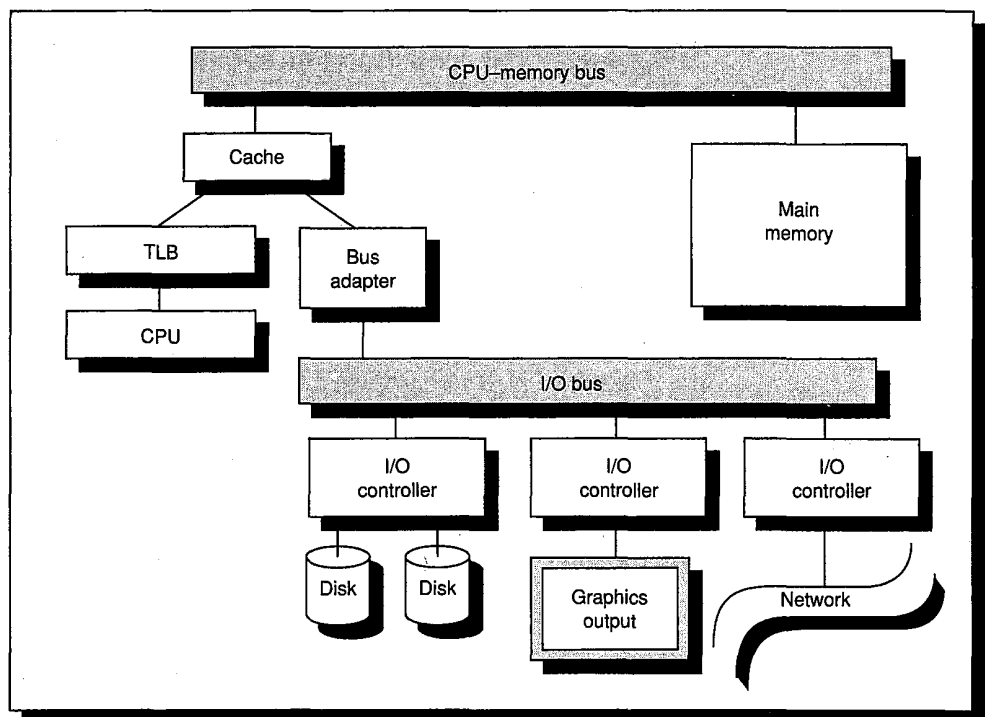 CPU–memory bus
Cache
Main
memory
TLB
Bus
adapter
CPU
I/O bus
I/O
controller
I/O
controller
I/O
controller
Disk
Disk
Graphics
output
Network